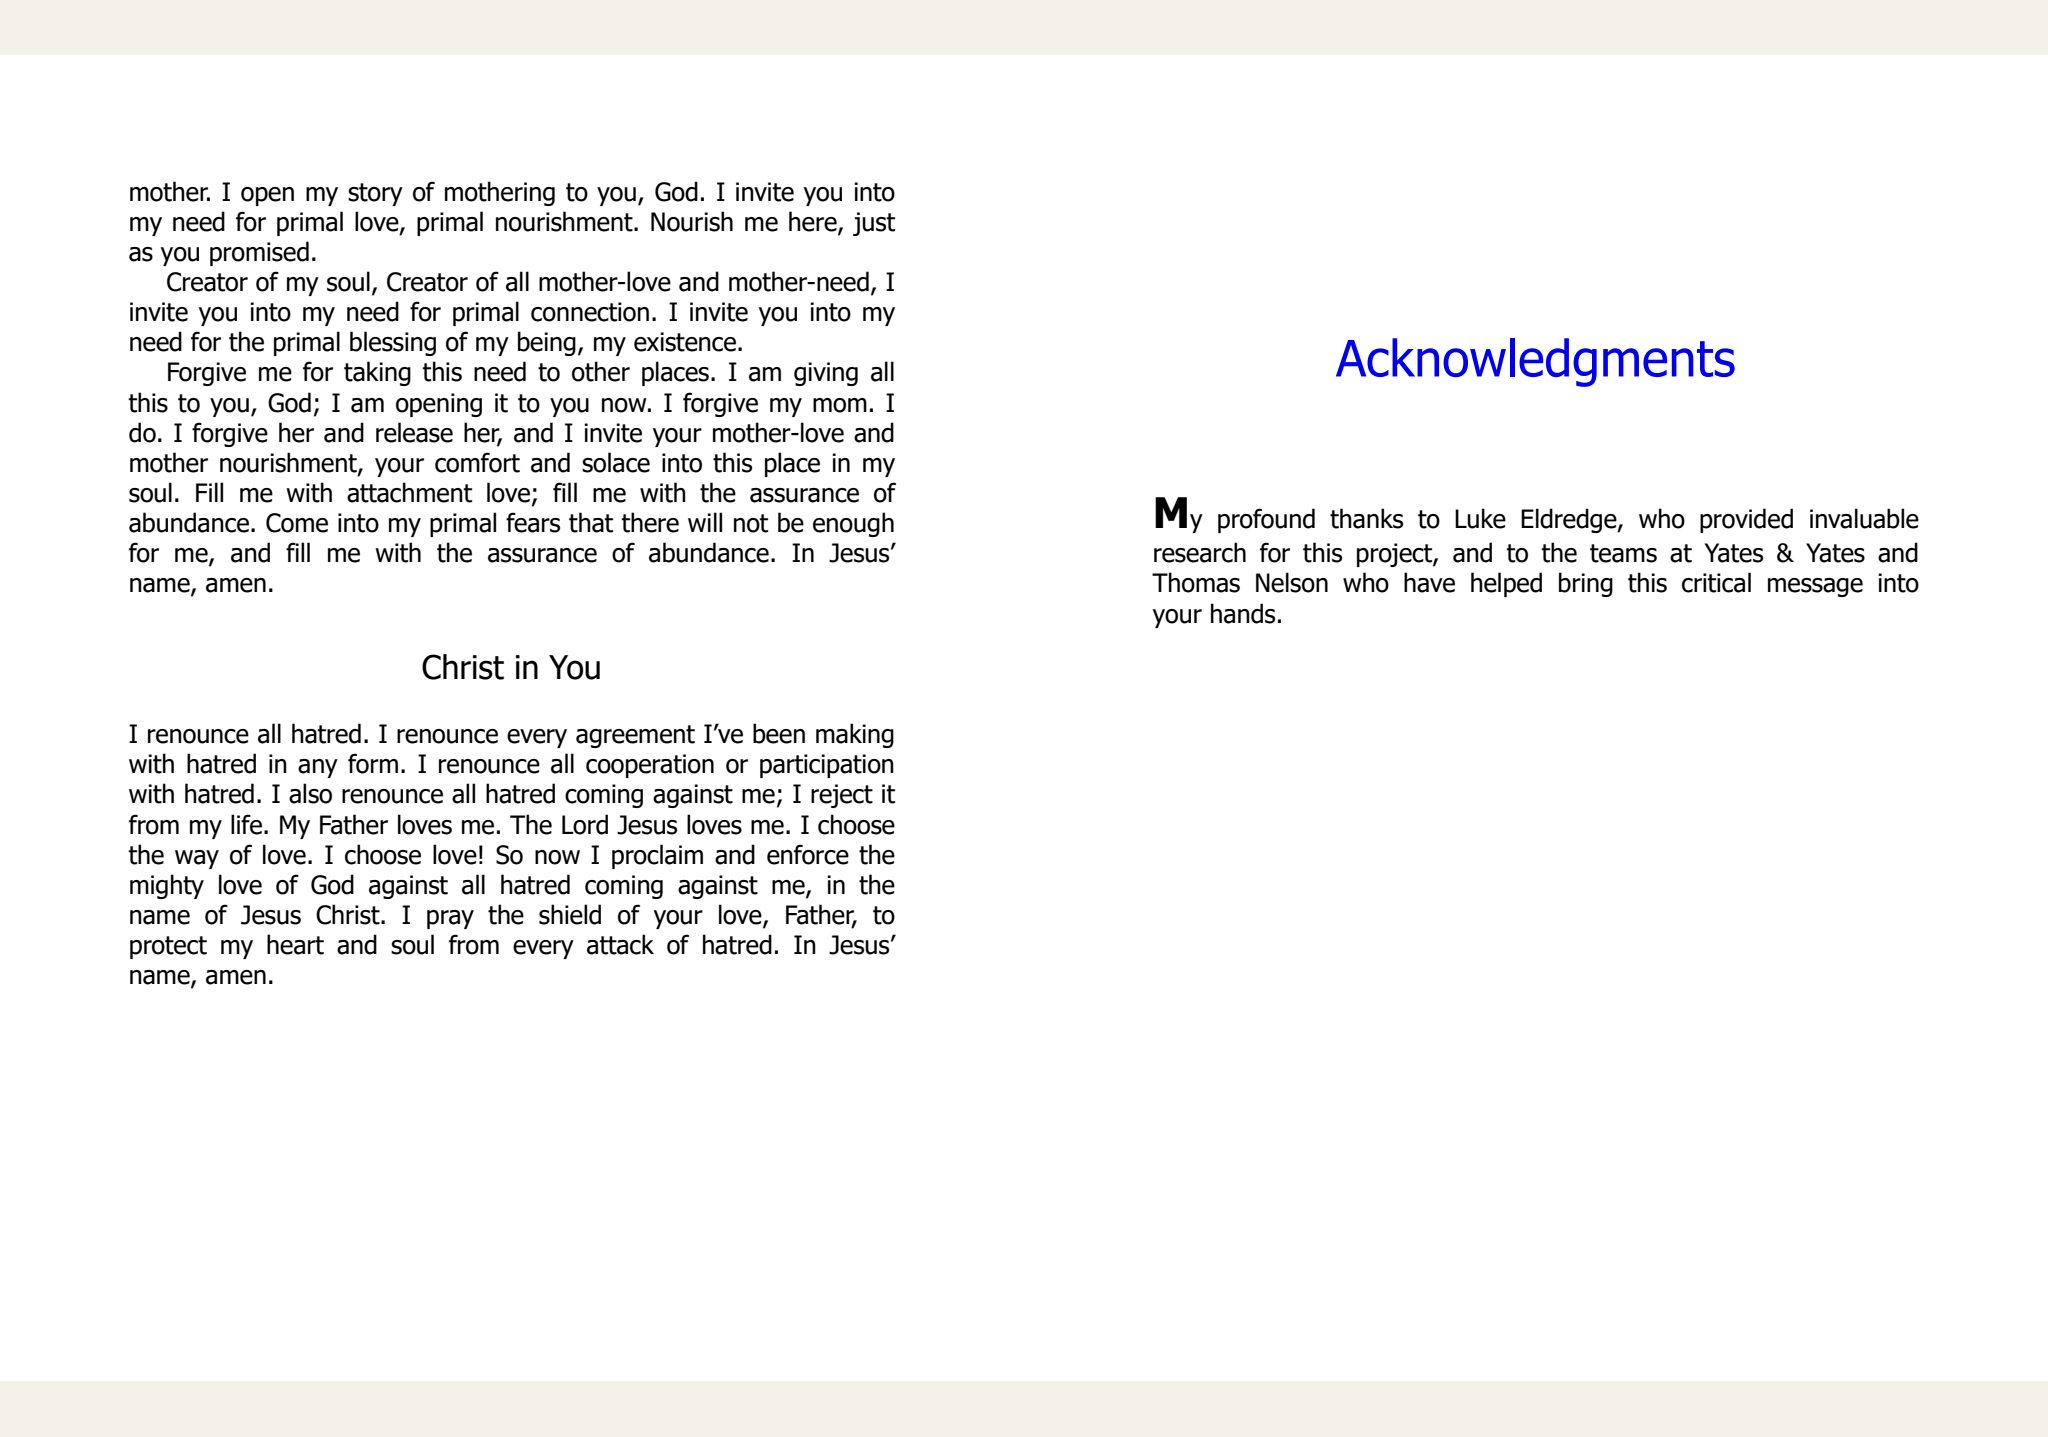 mother. I open my story of mothering to you, God. I invite you into
my need for primal love, primal nourishment. Nourish me here, just
as you promised.
Creator of my soul, Creator of all mother-love and mother-need, I
invite you into my need for primal connection. I invite you into my
need for the primal blessing of my being, my existence.
Forgive me for taking this need to other places. I am giving all
this to you, God; I am opening it to you now. I forgive my mom. I
do. I forgive her and release her, and I invite your mother-love and
mother nourishment, your comfort and solace into this place in my
soul. Fill me with attachment love; fill me with the assurance of
abundance. Come into my primal fears that there will not be enough
for me, and fill me with the assurance of abundance. In Jesus’
name, amen.
Christ in You
I renounce all hatred. I renounce every agreement I’ve been making
with hatred in any form. I renounce all cooperation or participation
with hatred. I also renounce all hatred coming against me; I reject it
from my life. My Father loves me. The Lord Jesus loves me. I choose
the way of love. I choose love! So now I proclaim and enforce the
mighty love of God against all hatred coming against me, in the
name of Jesus Christ. I pray the shield of your love, Father, to
protect my heart and soul from every attack of hatred. In Jesus’
name, amen.
Acknowledgments
My profound thanks to Luke Eldredge, who provided invaluable
research for this project, and to the teams at Yates & Yates and
Thomas Nelson who have helped bring this critical message into
your hands.